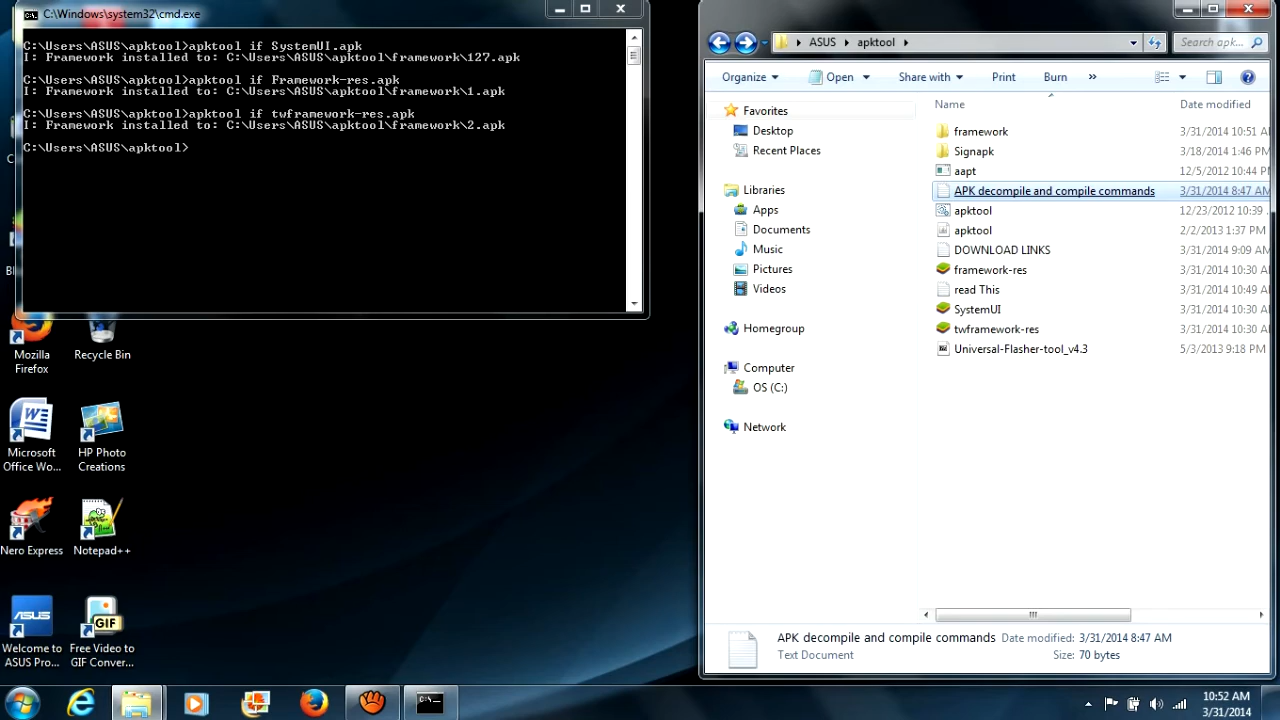 C:\Windows\system32\cmd.exe
C:\Users\ASUS\apktool>apktool if SystemUI.apk
I: Framework installed to: C:\Users\ASUS\apktool\framework\127.apk
C:\Users\ASUS\apktool>apktool if Framework-res.apk
I: Framework installed to: C:\Users\ASUS\apktool\framework\1.apk
C:\Users\ASUS\apktool>apktool if twframework-res.apk
I: Framework installed to: C:\Users\ASUS\apktool\framework\2.apk
C:\Users\ASUS\apktool>
Mozilla
Firefox
Recycle Bin
Microsoft
Office Wo...
HP Photo
Creations
Nero Express
Notepad++
Welcome to
ASUS Pro...
Free Video to
GIF Conver...
ASUS
apktool
Search apk...
Organize
Open
Share with
Print
Burn
»
Favorites
Desktop
Recent Places
Libraries
Apps
Documents
Music
Pictures
Videos
Homegroup
Computer
OS (C:)
Network
Name Date modified
framework 3/31/2014 10:51 A
Signapk 3/18/2014 1:46 PM
aapt 12/5/2012 10:44 P
APK decompile and compile commands 3/31/2014 8:47 AM
apktool 12/23/2012 10:39
apktool 2/2/2013 1:37 PM
DOWNLOAD LINKS 3/31/2014 9:09 AM
framework-res 3/31/2014 10:30 A
read This 3/31/2014 10:49 A
SystemUI 3/31/2014 10:30 A
twframework-res 3/31/2014 10:30 A
Universal-Flasher-tool_v4.3 5/3/2013 9:18 PM
APK decompile and compile commands Date modified: 3/31/2014 8:47 AM
Text Document Size: 70 bytes
10:52 AM
3/31/2014